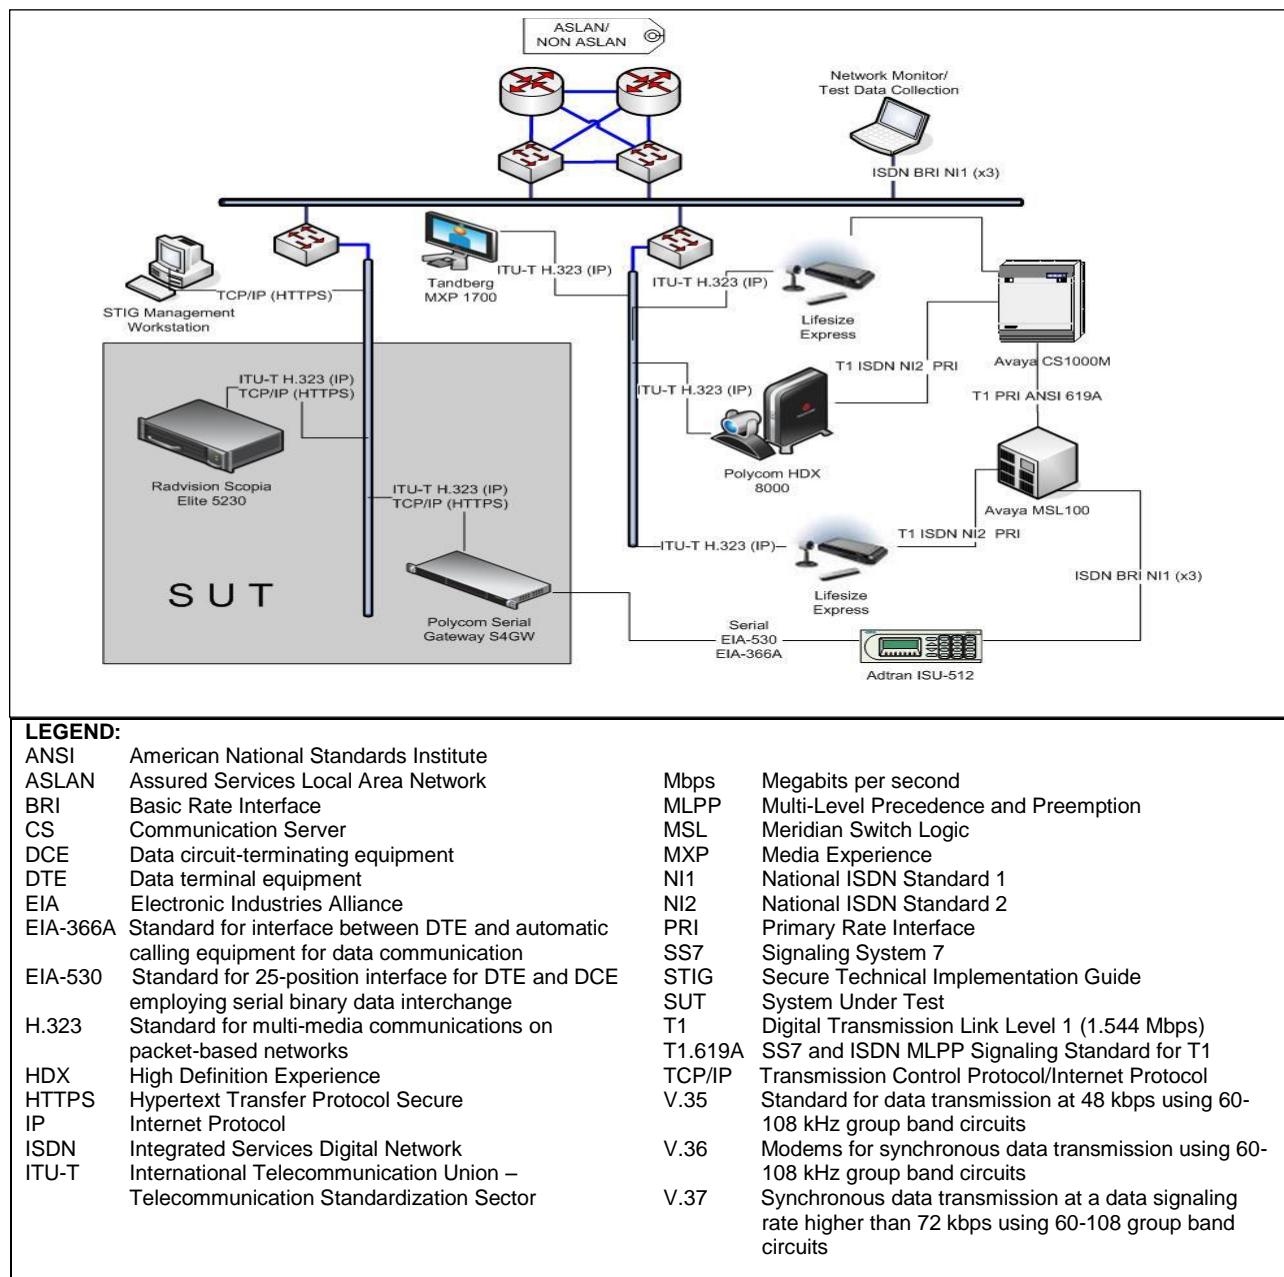 ASLAN/
NON ASLAN
Network Monitor/
Test Data Collection
ISDN BRI NI1 (x3)
Tandberg
MXP 1700
ITU-T H.323 (IP)
ITU-T H.323 (IP)
TCP/IP (HTTPS)
STIG Management
Workstation
Lifesize
Express
Avaya CS1000M
T1 ISDN NI2 PRI
ITU-T H.323 (IP)
TCP/IP (HTTPS)
ITU-T H.323 (IP)
T1 PRI ANSI 619A
Polycom HDX
8000
Radvision Scopia
Elite 5230
ITU-T H.323 (IP)
TCP/IP (HTTPS)
Avaya MSL100
T1 ISDN NI2 PRI
ITU-T H.323 (IP)
ISDN BRI NI1 (x3)
S U T
Lifesize
Express
Polycom Serial
Gateway S4GW
Serial
EIA-530
EIA-366A
Adtran ISU-512
LEGEND:
ANSI American National Standards Institute
ASLAN Assured Services Local Area Network
BRI Basic Rate Interface
CS Communication Server
DCE Data circuit-terminating equipment
DTE Data terminal equipment
EIA Electronic Industries Alliance
EIA-366A Standard for interface between DTE and automatic
calling equipment for data communication
EIA-530 Standard for 25-position interface for DTE and DCE
employing serial binary data interchange
H.323 Standard for multi-media communications on
packet-based networks
HDX High Definition Experience
HTTPS Hypertext Transfer Protocol Secure
IP Internet Protocol
ISDN Integrated Services Digital Network
ITU-T International Telecommunication Union –
Telecommunication Standardization Sector
Mbps Megabits per second
MLPP Multi-Level Precedence and Preemption
MSL Meridian Switch Logic
MXP Media Experience
NI1 National ISDN Standard 1
NI2 National ISDN Standard 2
PRI Primary Rate Interface
SS7 Signaling System 7
STIG Secure Technical Implementation Guide
SUT System Under Test
T1 Digital Transmission Link Level 1 (1.544 Mbps)
T1.619A SS7 and ISDN MLPP Signaling Standard for T1
TCP/IP Transmission Control Protocol/Internet Protocol
V.35 Standard for data transmission at 48 kbps using 60-
108 kHz group band circuits
V.36 Modems for synchronous data transmission using 60-
108 kHz group band circuits
V.37 Synchronous data transmission at a data signaling
rate higher than 72 kbps using 60-108 group band
circuits